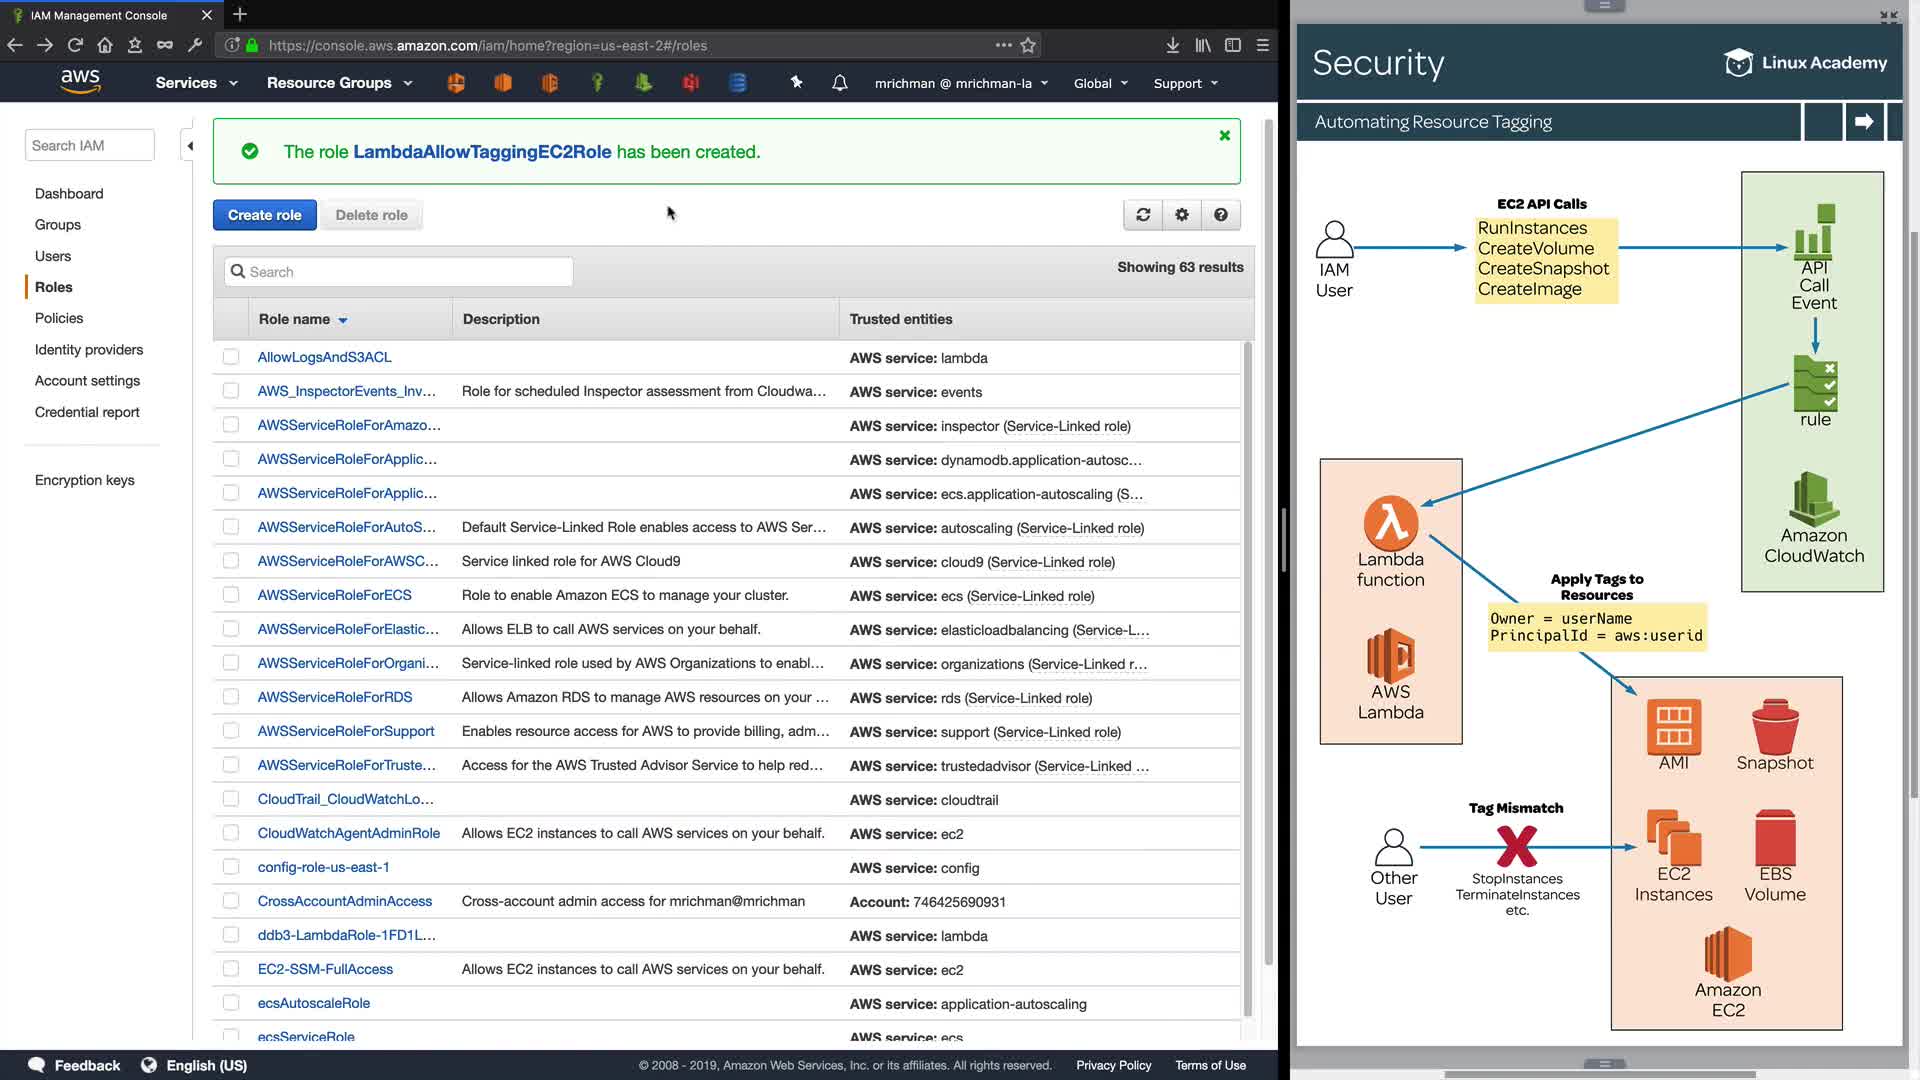 IAM Management Console
https://console.aws.amazon.com/iam/home?region=us-east-2#/roles
aws
Services
Resource Groups
mrichman @ mrichman-la
Global
Support
Search IAM
Dashboard
Groups
Users
Roles
Policies
Identity providers
Account settings
Credential report
Encryption keys
The role LambdaAllowTaggingEC2Role has been created.
Create role
Delete role
Search
Showing 63 results
Role name Description Trusted entities
AllowLogsAndS3ACL AWS service: lambda
AWS_InspectorEvents_Inv... Role for scheduled Inspector assessment from Cloudwa... AWS service: events
AWSServiceRoleForAmazo... AWS service: inspector (Service-Linked role)
AWSServiceRoleForApplic... AWS service: dynamodb.application-autosc...
AWSServiceRoleForApplic... AWS service: ecs.application-autoscaling (S...
AWSServiceRoleForAutoS... Default Service-Linked Role enables access to AWS Ser... AWS service: autoscaling (Service-Linked role)
AWSServiceRoleForAWSC... Service linked role for AWS Cloud9 AWS service: cloud9 (Service-Linked role)
AWSServiceRoleForECS Role to enable Amazon ECS to manage your cluster. AWS service: ecs (Service-Linked role)
AWSServiceRoleForElastic... Allows ELB to call AWS services on your behalf. AWS service: elasticloadbalancing (Service-L...
AWSServiceRoleForOrgani... Service-linked role used by AWS Organizations to enabl... AWS service: organizations (Service-Linked r...
AWSServiceRoleForRDS Allows Amazon RDS to manage AWS resources on your ... AWS service: rds (Service-Linked role)
AWSServiceRoleForSupport Enables resource access for AWS to provide billing, adm... AWS service: support (Service-Linked role)
AWSServiceRoleForTruste... Access for the AWS Trusted Advisor Service to help red... AWS service: trustedadvisor (Service-Linked ...
CloudTrail_CloudWatchLo... AWS service: cloudtrail
CloudWatchAgentAdminRole Allows EC2 instances to call AWS services on your behalf. AWS service: ec2
config-role-us-east-1 AWS service: config
CrossAccountAdminAccess Cross-account admin access for mrichman@mrichman Account: 746425690931
ddb3-LambdaRole-1FD1L... AWS service: lambda
EC2-SSM-FullAccess Allows EC2 instances to call AWS services on your behalf. AWS service: ec2
ecsAutoscaleRole AWS service: application-autoscaling
ecsServiceRole AWS service: ecs
Feedback
English (US)
© 2008 - 2019, Amazon Web Services, Inc. or its affiliates. All rights reserved.
Privacy Policy
Terms of Use
Security
Linux Academy
Automating Resource Tagging
IAM
User
EC2 API Calls
RunInstances
CreateVolume
CreateSnapshot
CreateImage
API
Call
Event
rule
Amazon
CloudWatch
Lambda
function
AWS
Lambda
Apply Tags to
Resources
Owner = userName
PrincipalId = aws:userid
AMI
Snapshot
Tag Mismatch
Other
User
StopInstances
TerminateInstances
etc.
EC2
Instances
EBS
Volume
Amazon
EC2